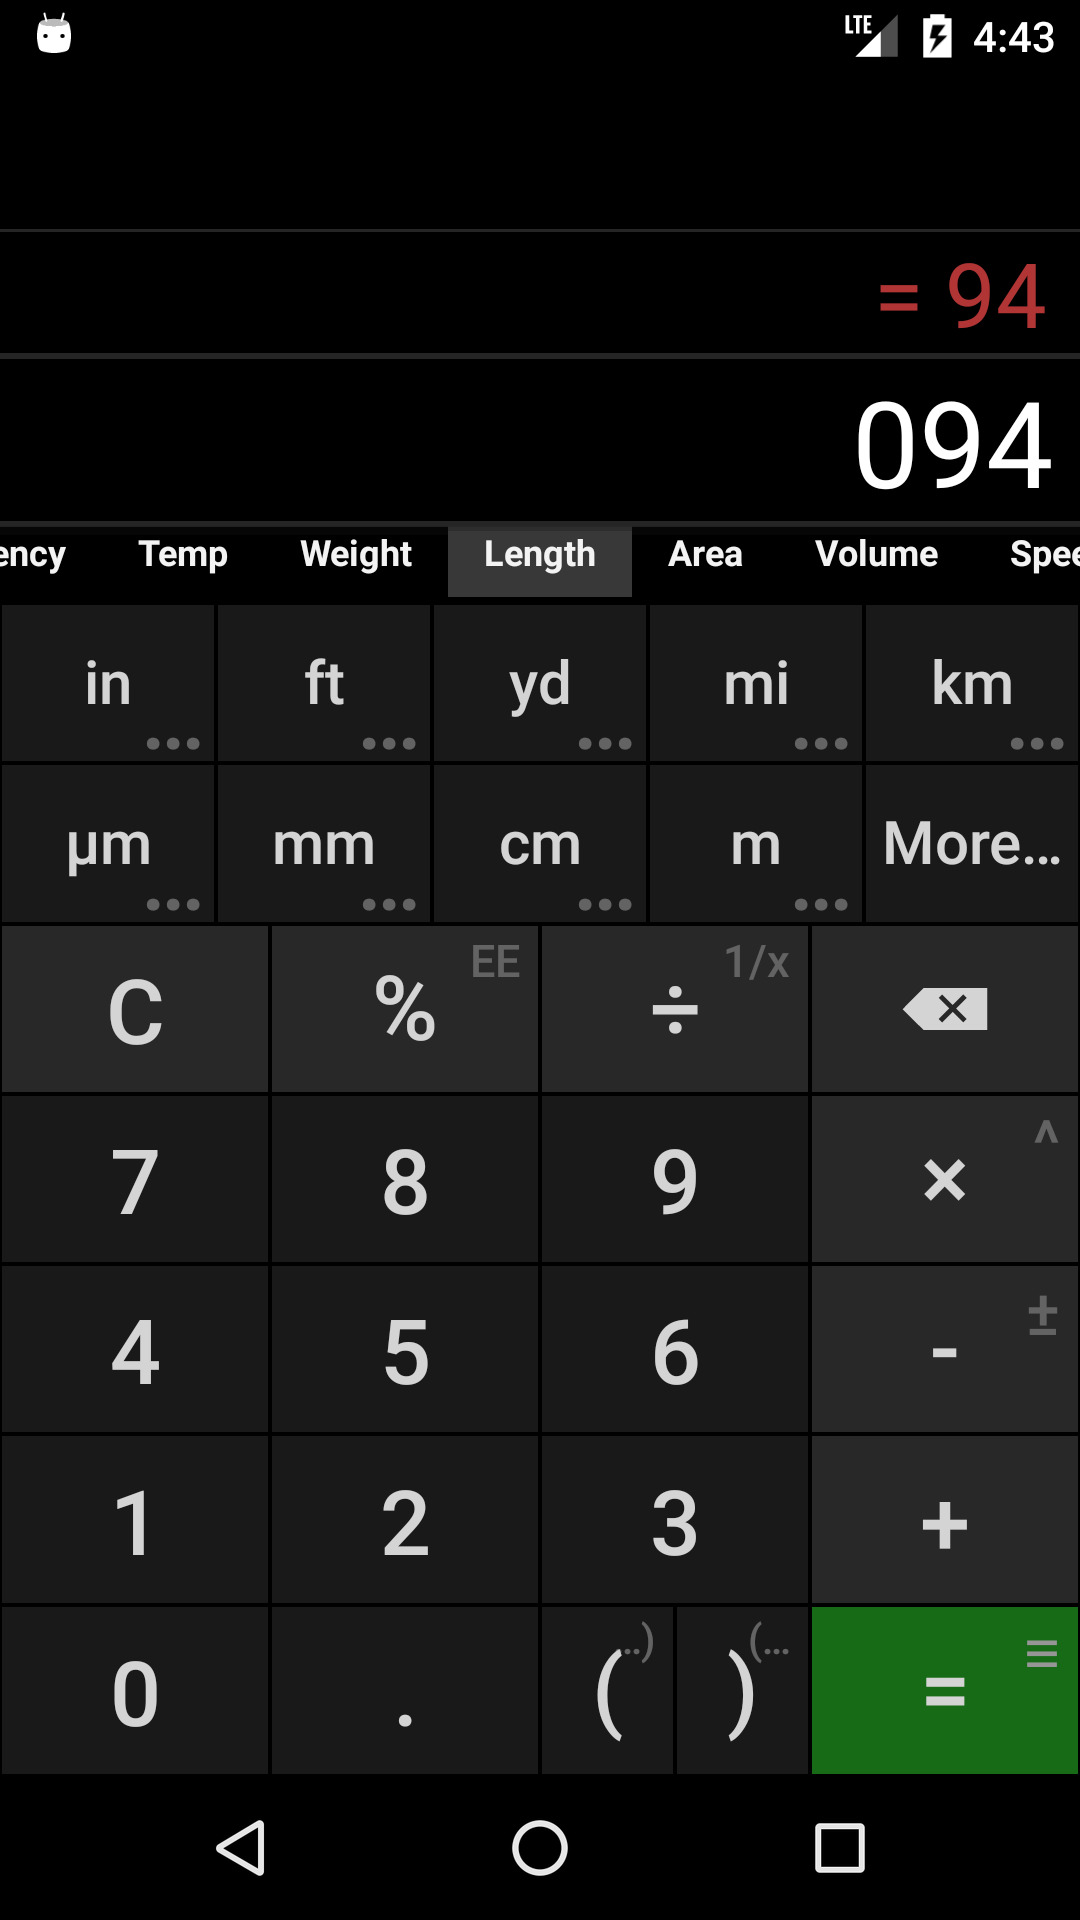 LTE 4:43
= 94
094
ency Temp Weight Length Area Volume Spee
in ft yd mi km
µm mm cm m More...
C % EE ÷ 1/x
7 8 9 × ^
4 5 6 - ±
1 2 3 +
0 . ( ..) ) (... =